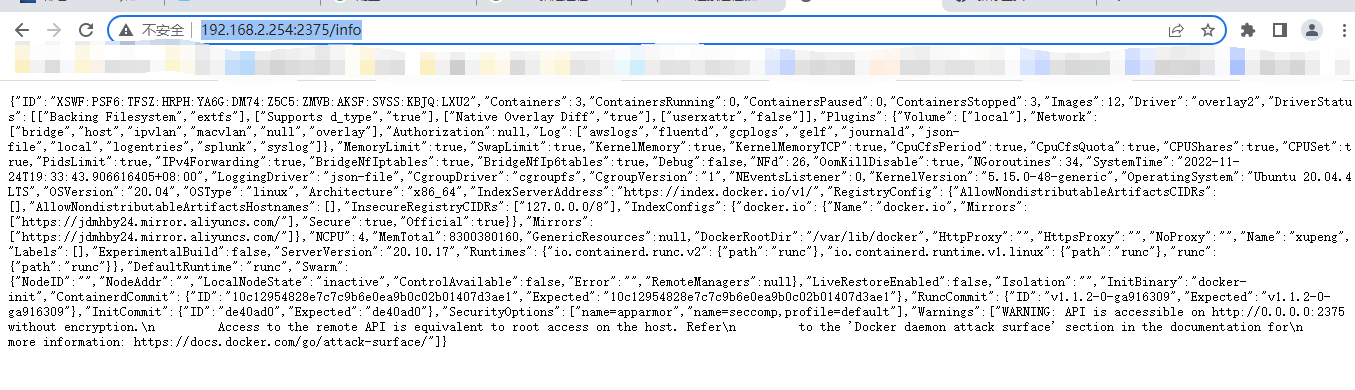 不安全 192.168.2.254:2375/info
{"ID":"XSWF:PSF6:TFSZ:HRPH:YA6G:DM74:Z5C5:ZMVB:AKSF:SVSS:KBJQ:LXU2","Containers":3,"ContainersRunning":0,"ContainersPaused":0,"ContainersStopped":3,"Images":12,"Driver":"overlay2","DriverStatu
s":[["Backing Filesystem","extfs"],["Supports d_type","true"],["Native Overlay Diff","true"],["userxattr","false"]],"Plugins":{"Volume":["local"],"Network":
["bridge","host","ipvlan","macvlan","null","overlay"],"Authorization":null,"Log":["awslogs","fluentd","gcplogs","gelf","journald","json-
file","local","logentries","splunk","syslog"]},"MemoryLimit":true,"SwapLimit":true,"KernelMemory":true,"KernelMemoryTCP":true,"CpuCfsPeriod":true,"CpuCfsQuota":true,"CPUShares":true,"CPUSet":t
rue,"PidsLimit":true,"IPv4Forwarding":true,"BridgeNfIptables":true,"BridgeNfIp6tables":true,"Debug":false,"NFd":26,"OomKillDisable":true,"NGoroutines":34,"SystemTime":"2022-11-
24T19:33:43.906616405+08:00","LoggingDriver":"json-file","CgroupDriver":"cgroupfs","CgroupVersion":"1","NEventsListener":0,"KernelVersion":"5.15.0-48-generic","OperatingSystem":"Ubuntu 20.04.4
LTS","OSVersion":"20.04","OSType":"linux","Architecture":"x86_64","IndexServerAddress":"https://index.docker.io/v1/","RegistryConfig":{"AllowNondistributableArtifactsCIDRs":
[],"AllowNondistributableArtifactsHostnames":[],"InsecureRegistryCIDRs":["127.0.0.0/8"],"IndexConfigs":{"docker.io":{"Name":"docker.io","Mirrors":
["https://jdmhby24.mirror.aliyuncs.com/"],"Secure":true,"Official":true}},"Mirrors":
["https://jdmhby24.mirror.aliyuncs.com/"]},"NCPU":4,"MemTotal":8300380160,"GenericResources":null,"DockerRootDir":"/var/lib/docker","HttpProxy":"","HttpsProxy":"","NoProxy":"","Name":"xupeng","
Labels":[],"ExperimentalBuild":false,"ServerVersion":"20.10.17","Runtimes":{"io.containerd.runc.v2":{"path":"runc"},"io.containerd.runtime.v1.linux":{"path":"runc"},"runc":
{"path":"runc"}},"DefaultRuntime":"runc","Swarm":
{"NodeID":"","NodeAddr":"","LocalNodeState":"inactive","ControlAvailable":false,"Error":"","RemoteManagers":null},"LiveRestoreEnabled":false,"Isolation":"","InitBinary":"docker-
init","ContainerdCommit":{"ID":"10c12954828e7c7c9b6e0ea9b0c02b01407d3ae1","Expected":"10c12954828e7c7c9b6e0ea9b0c02b01407d3ae1"},"RuncCommit":{"ID":"v1.1.2-0-ga916309","Expected":"v1.1.2-0-
ga916309"},"InitCommit":{"ID":"de40ad0","Expected":"de40ad0"},"SecurityOptions":["name=apparmor","name=seccomp,profile=default"],"Warnings":["WARNING: API is accessible on http://0.0.0.0:2375
without encryption.\n Access to the remote API is equivalent to root access on the host. Refer\n to the 'Docker daemon attack surface' section in the documentation for\n
more information: https://docs.docker.com/go/attack-surface/"]}